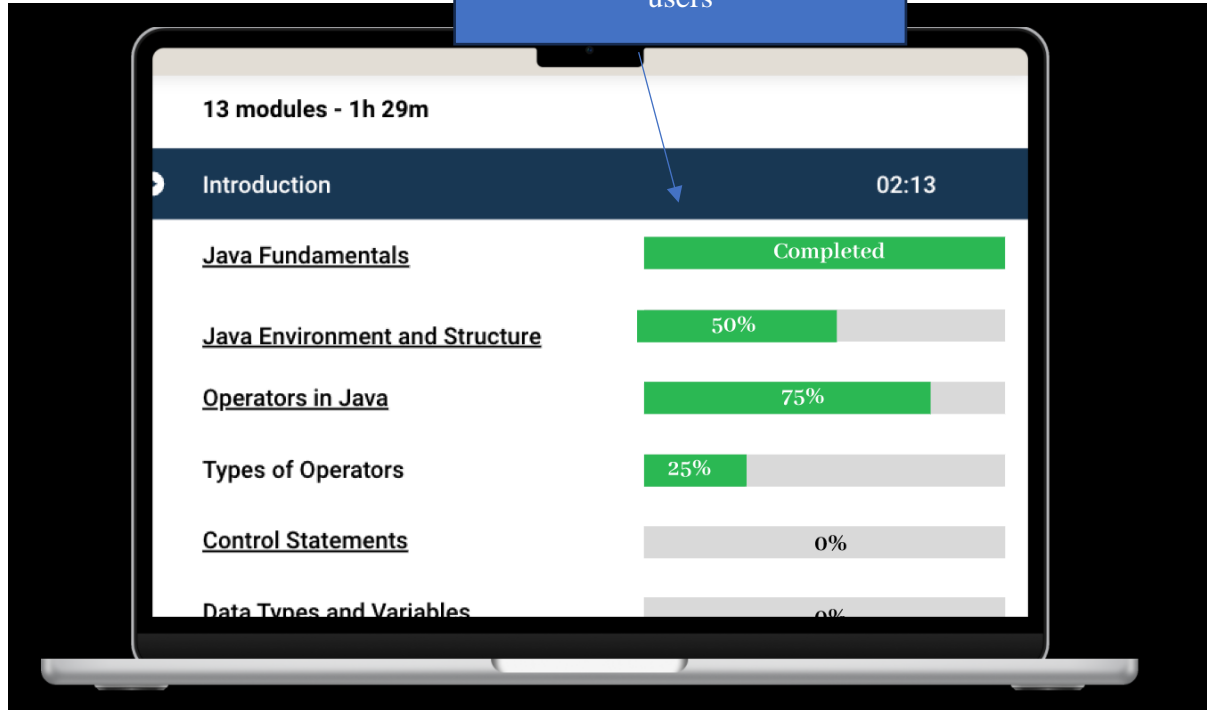 users
13 modules - 1h 29m
Introduction 02:13
Java Fundamentals Completed
Java Environment and Structure 50%
Operators in Java 75%
Types of Operators 25%
Control Statements 0%
Data Types and Variables 0%